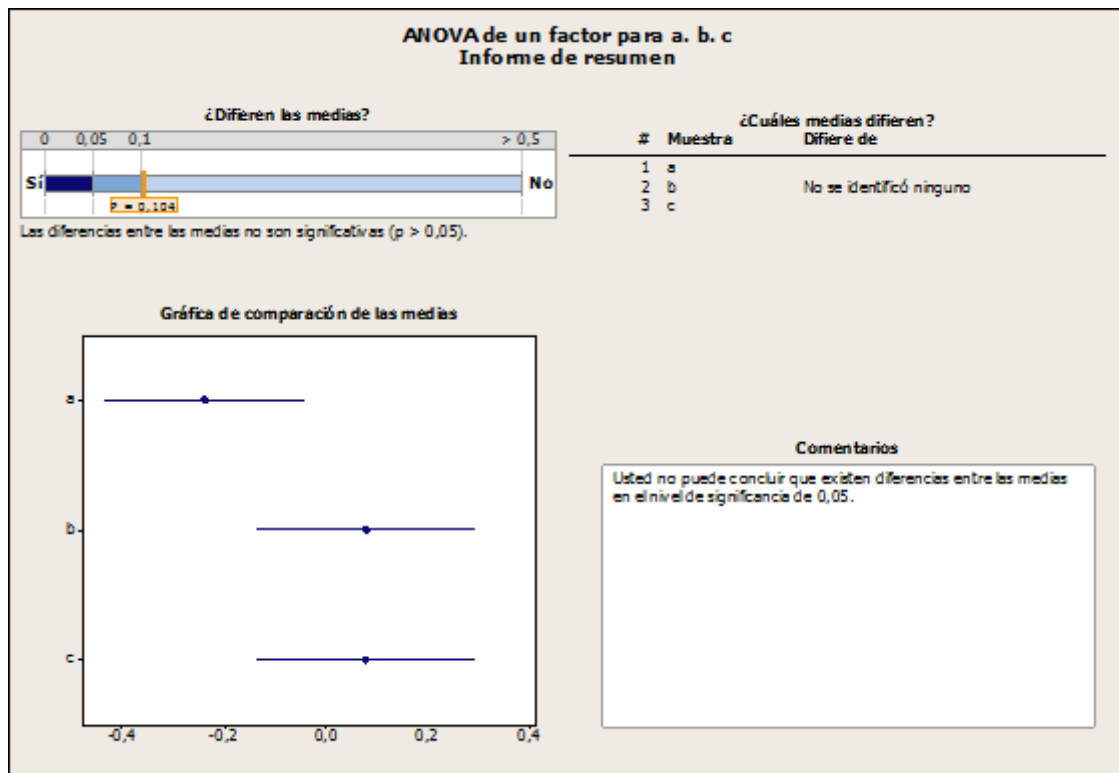 ANOVA de un factor para a. b. c
Informe de resumen
¿Difieren las medias?
0 0,05 0,1 > 0,5
Sí No
P = 0,104
Las diferencias entre las medias no son significativas (p > 0,05).
¿Cuáles medias difieren?
# Muestra Difiere de
1 a
2 b No se identificó ninguno
3 c
Gráfica de comparación de las medias
a
b
c
-0,4 -0,2 0,0 0,2 0,4
Comentarios
Usted no puede concluir que existen diferencias entre las medias
en el nivel de significancia de 0,05.